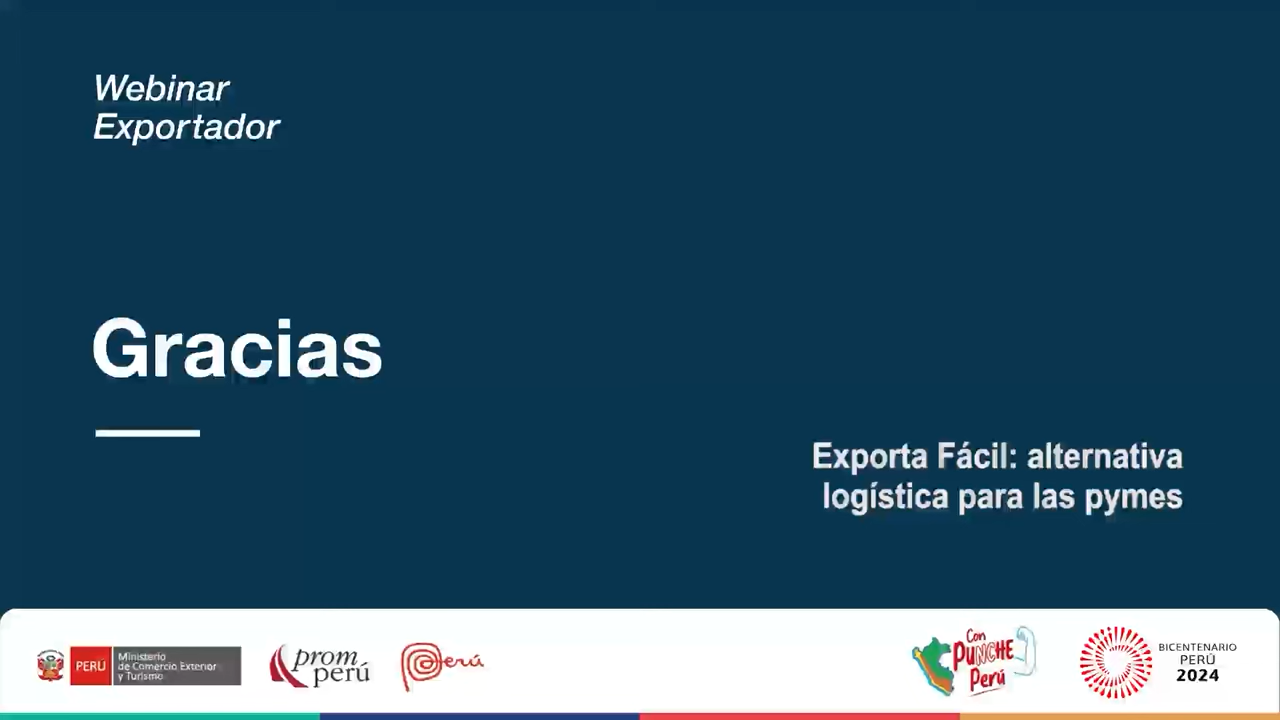 Webinar
Exportador
Gracias
Exporta Fácil: alternativa
logística para las pymes
PERÚ
Ministerio
de Comercio Exterior
y Turismo
prom
perú
Perú
Con
PUNCHE
Perú
BICENTENARIO
PERÚ
2024